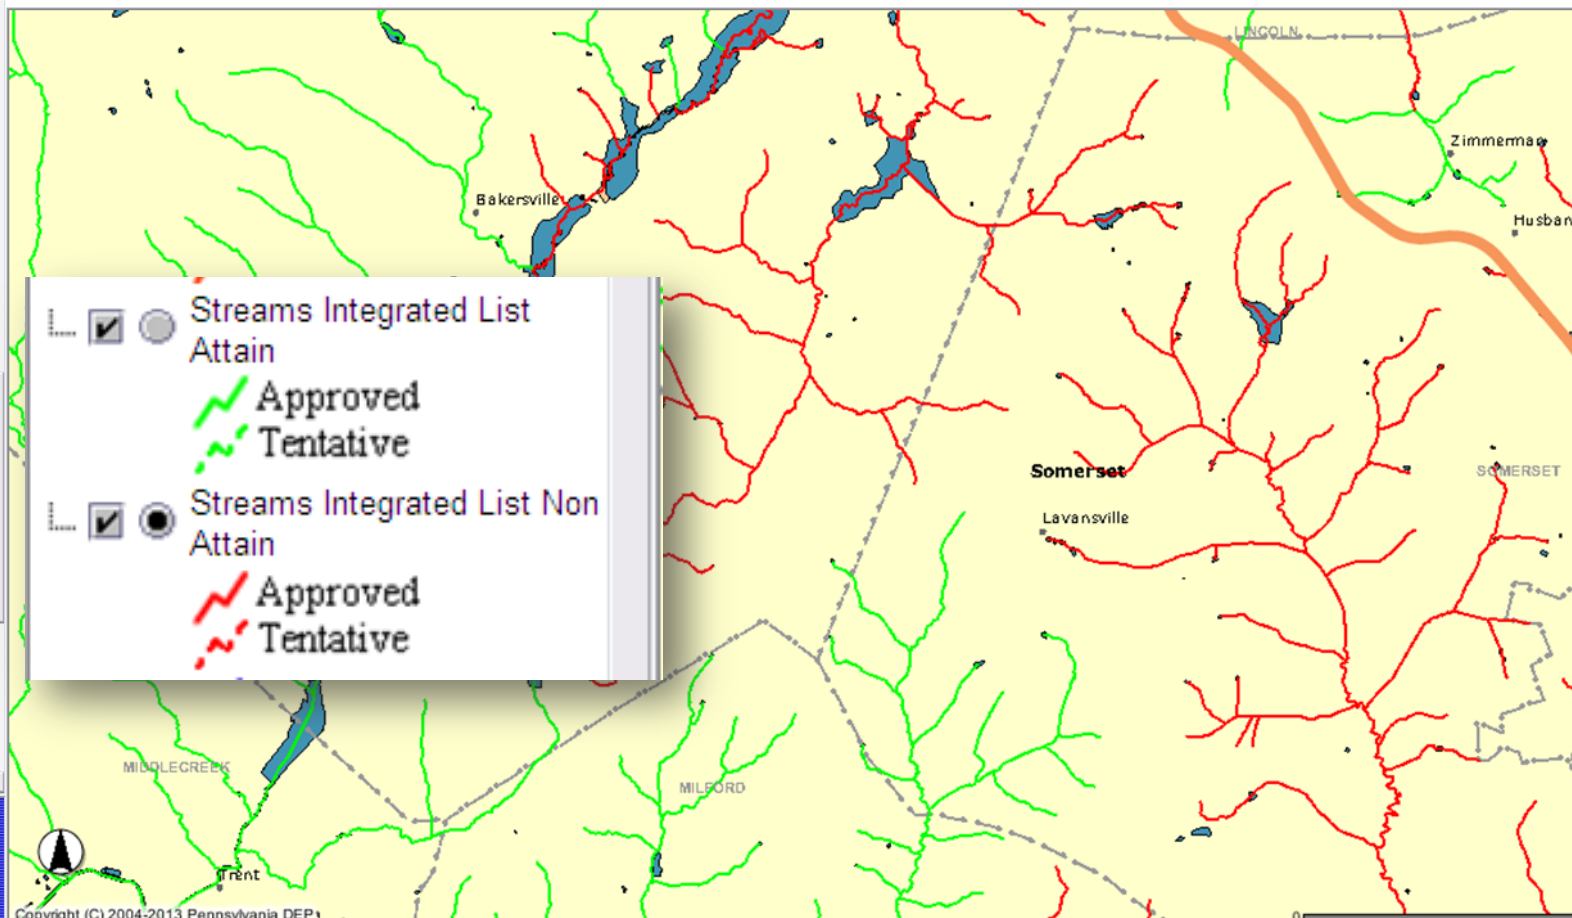 LINCOLN
Zimmerman
Bakersville
Husban
Streams Integrated List
Attain
Approved
Tentative
Somerset
SOMERSET
Streams Integrated List Non
Attain
Lavansville
Approved
Tentative
MIDDLECREEK
MILFORD
Trent
Copyright (C) 2004-2013 Pennsylvania DEP
0